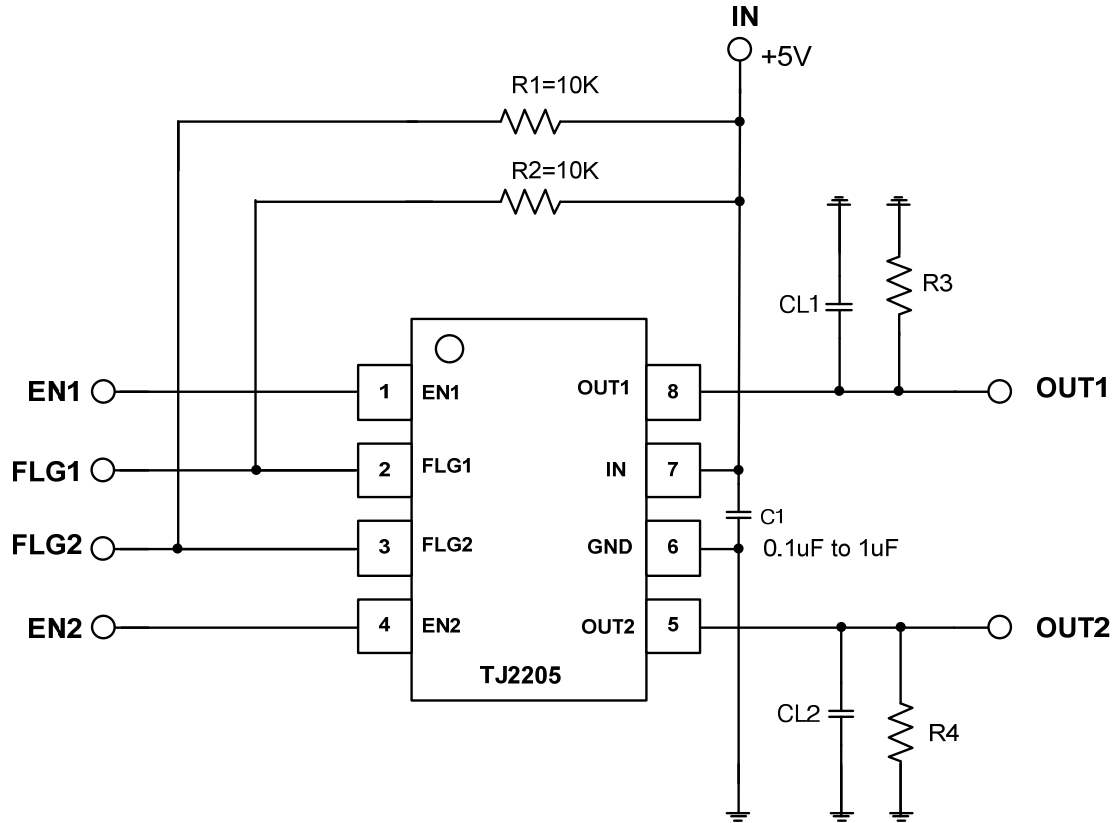 IN
+5V
R1=10K
R2=10K
CL1
R3
EN1
1
EN1
OUT1
8
OUT1
FLG1
2
FLG1
IN
7
C1
FLG2
3
FLG2
GND
6
0.1uF to 1uF
EN2
4
EN2
OUT2
5
OUT2
TJ2205
CL2
R4